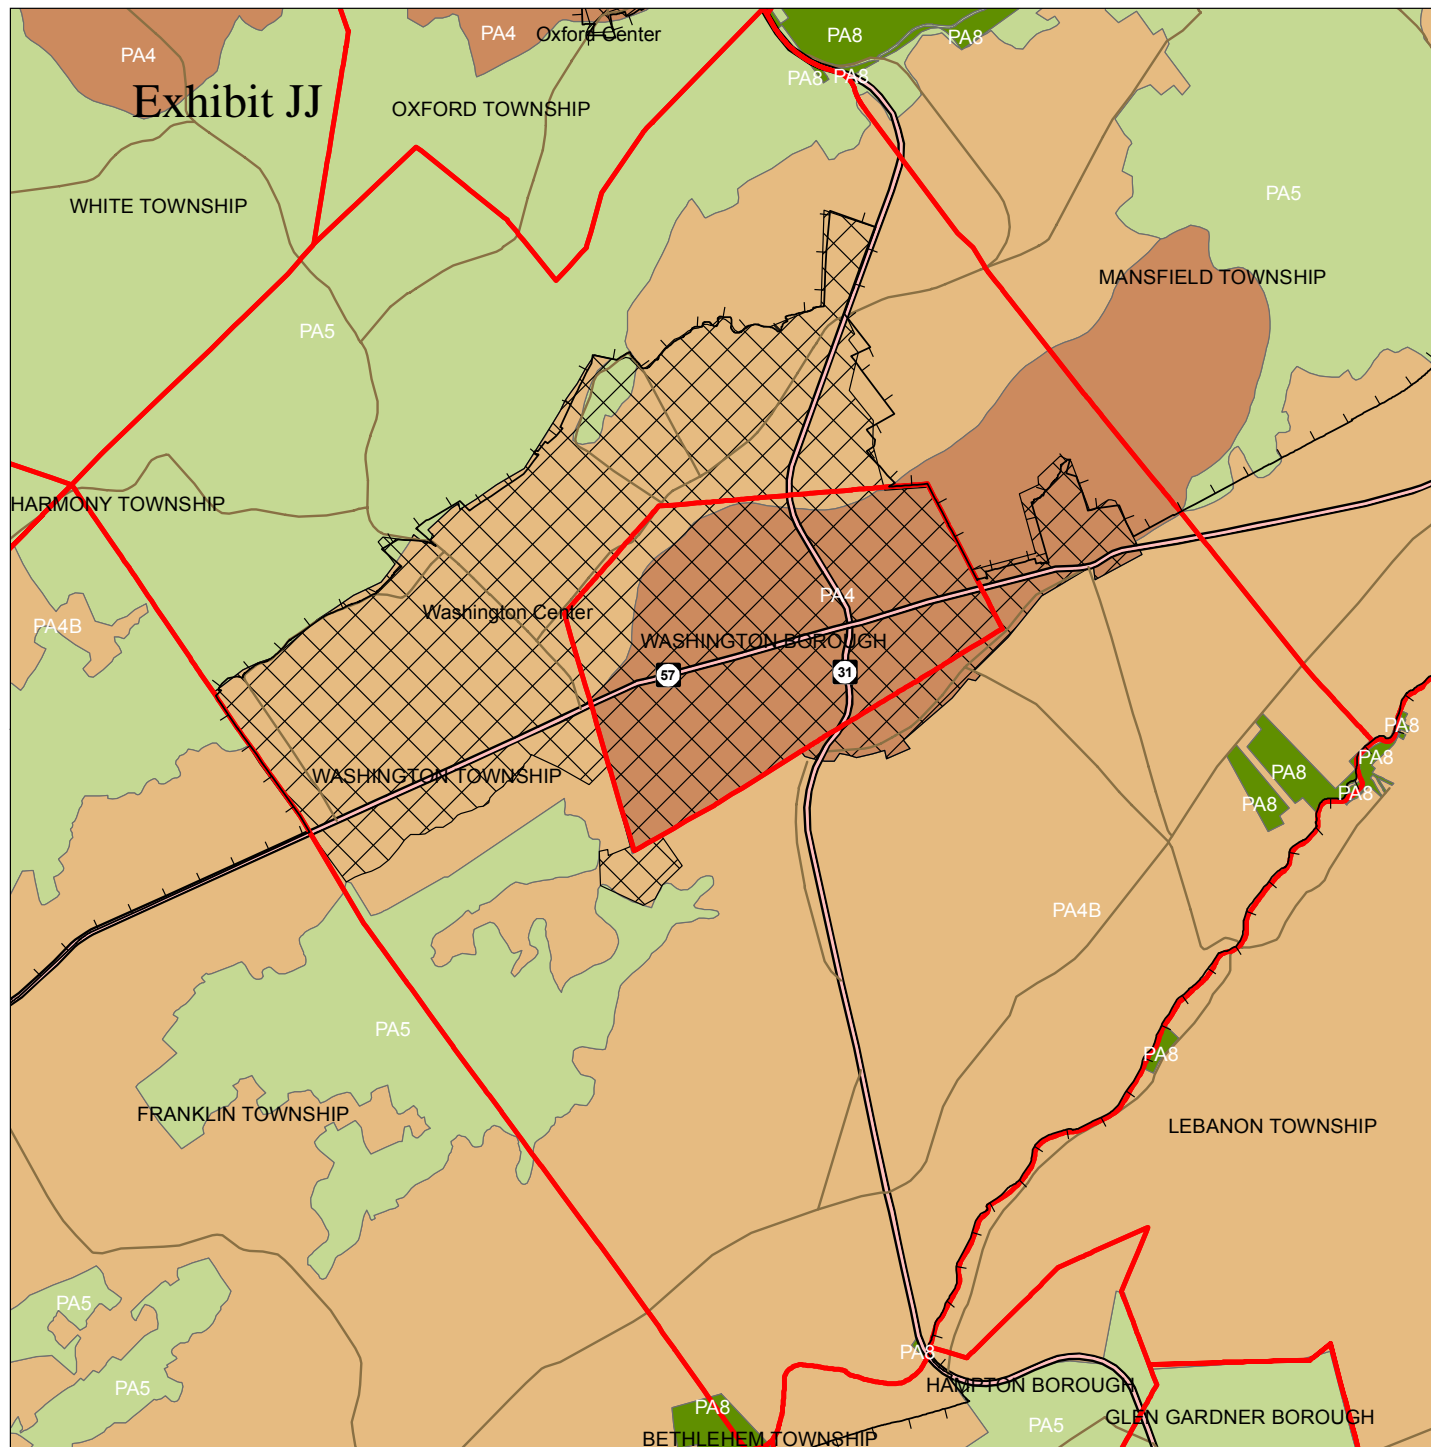 PA4
PA4
Oxford Center
PA8
PA8
PA8
PA8
Exhibit JJ
OXFORD TOWNSHIP
WHITE TOWNSHIP
PA5
MANSFIELD TOWNSHIP
PA5
HARMONY TOWNSHIP
PA4
Washington Center
PA4B
WASHINGTON BOROUGH
57
31
PA8
PA8
WASHINGTON TOWNSHIP
PA8
PA8
PA8
PA4B
PA5
PA8
FRANKLIN TOWNSHIP
LEBANON TOWNSHIP
PA5
PA8
PA5
HAMPTON BOROUGH
PA8
GLEN GARDNER BOROUGH
PA5
BETHLEHEM TOWNSHIP